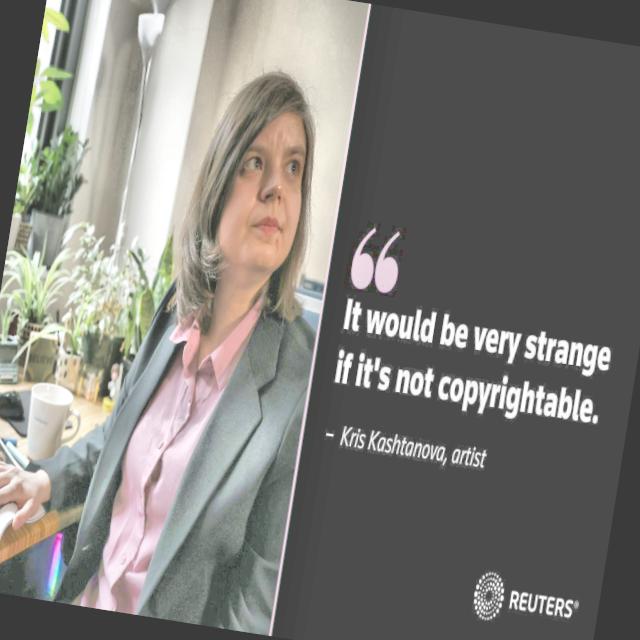 “
It would be very strange
if it's not copyrightable.
– Kris Kashtanova, artist
REUTERS®